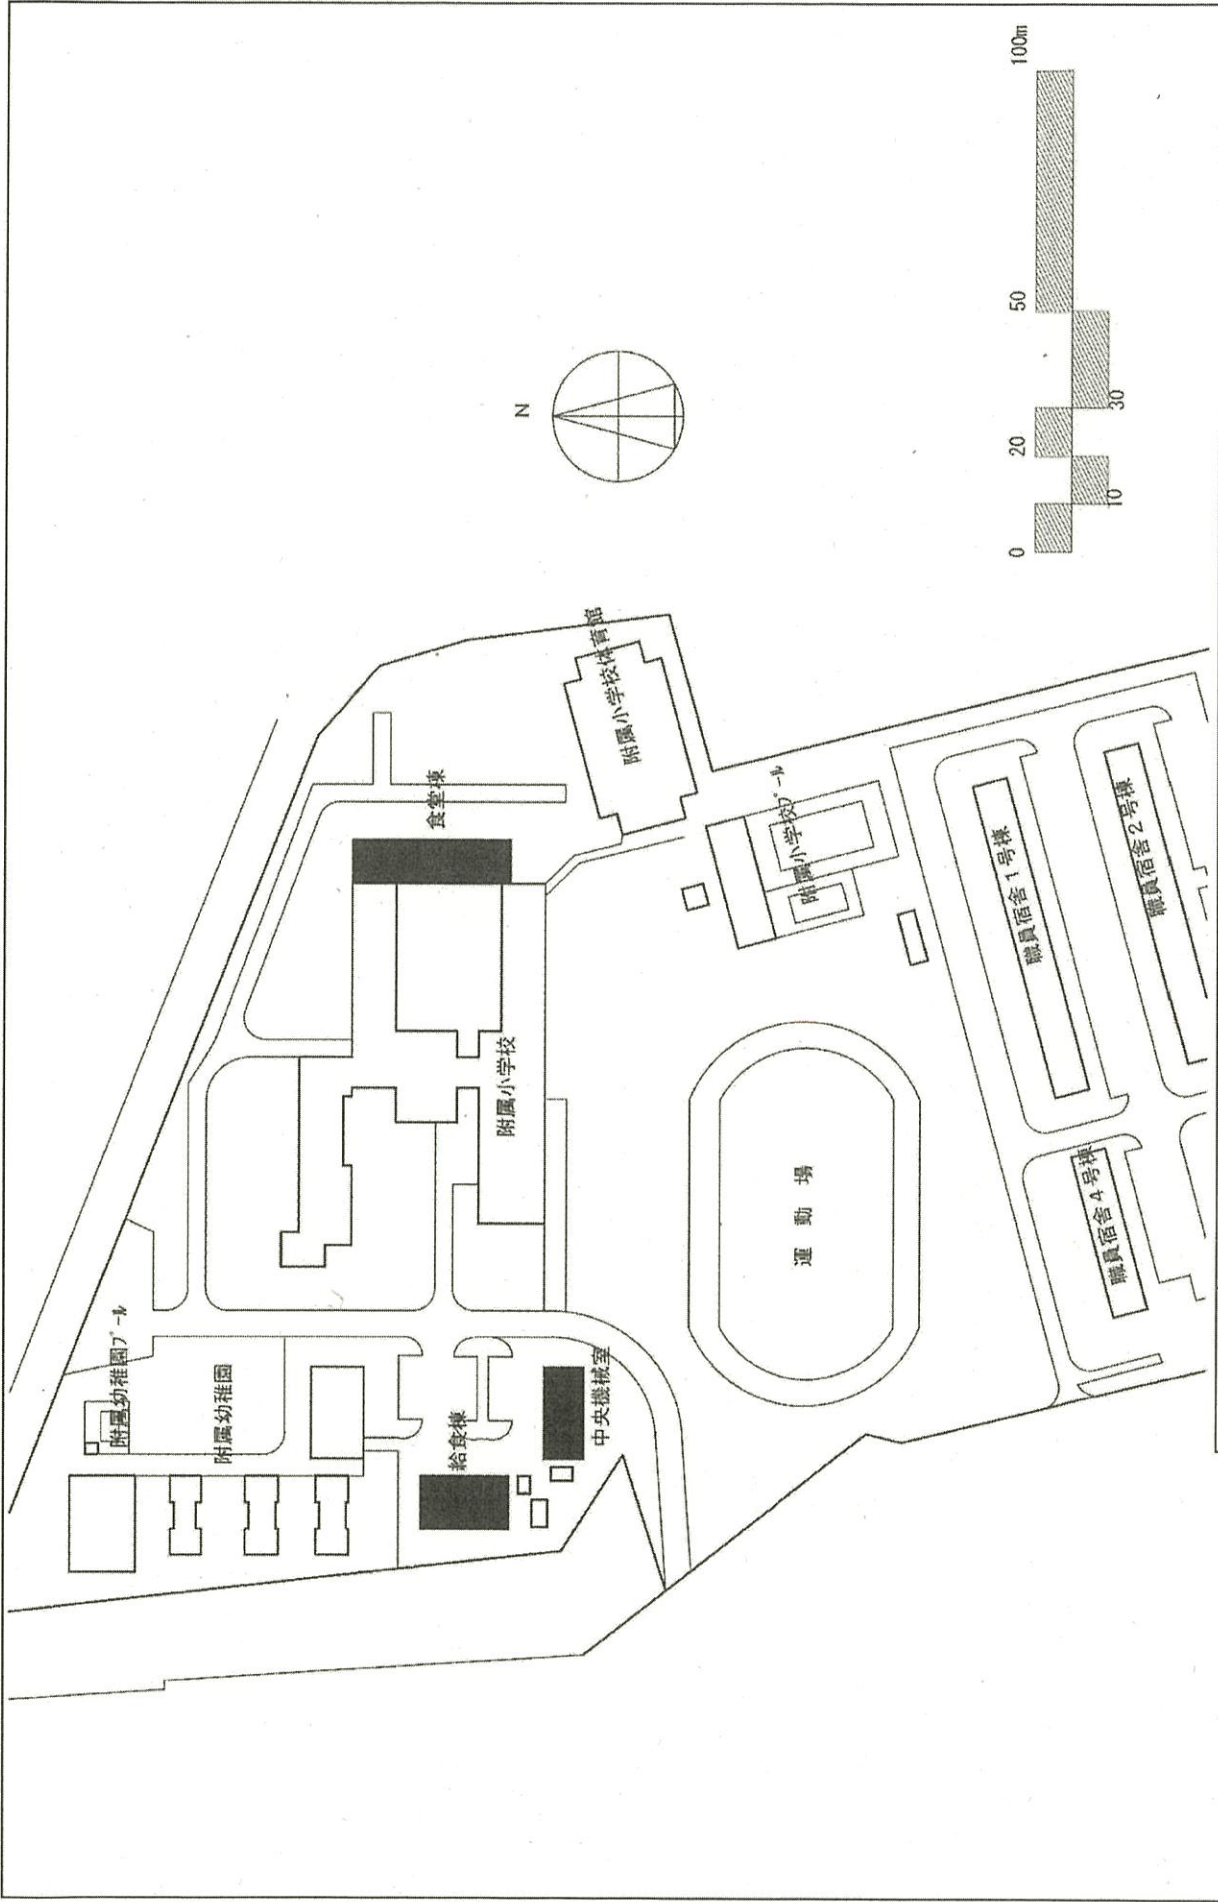 附属幼稚園ﾌﾟｰﾙ
附属幼稚園
給食棟
中央機械室
附属小学校
食堂棟
附属小学校体育館
附属小学校ﾌﾟｰﾙ
運動場
職員宿舎1号棟
職員宿舎2号棟
職員宿舎4号棟
N
0
10
20
30
50
100m